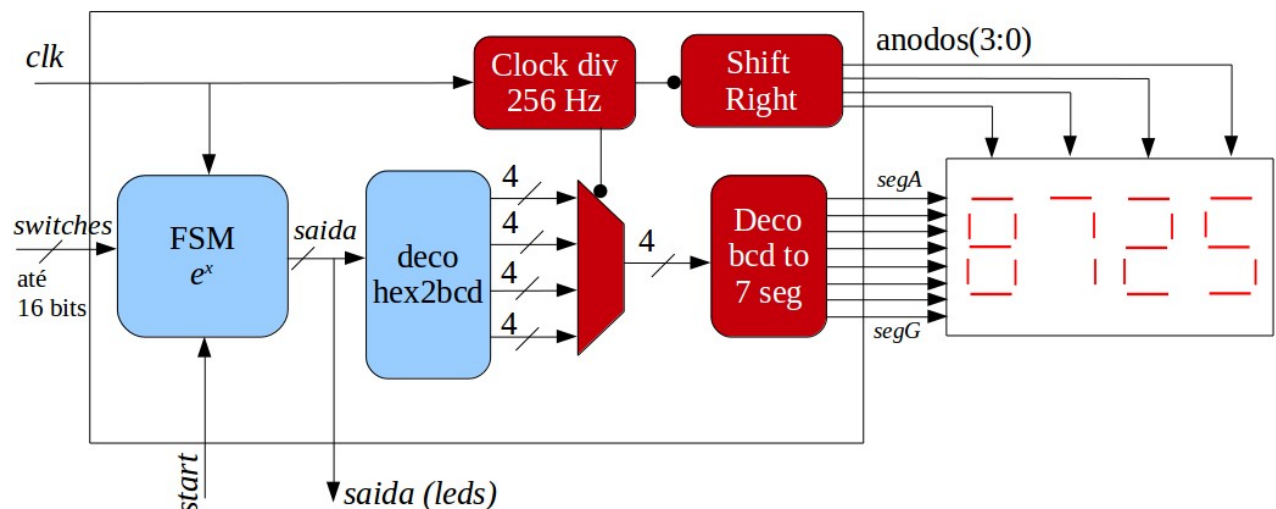 clk
Clock div
256 Hz
Shift
Right
anodos(3:0)
switches
até
16 bits
FSM
eˣ
saida
deco
hex2bcd
4
4
4
4
4
Deco
bcd to
7 seg
segA
segG
8725
start
saida (leds)